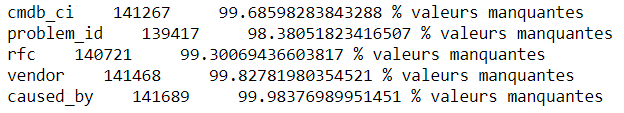 cmdb_ci 141267 99.68598283843288 % valeurs manquantes
problem_id 139417 98.38051823416507 % valeurs manquantes
rfc 140721 99.30069436603817 % valeurs manquantes
vendor 141468 99.82781980354521 % valeurs manquantes
caused_by 141689 99.98376989951451 % valeurs manquantes